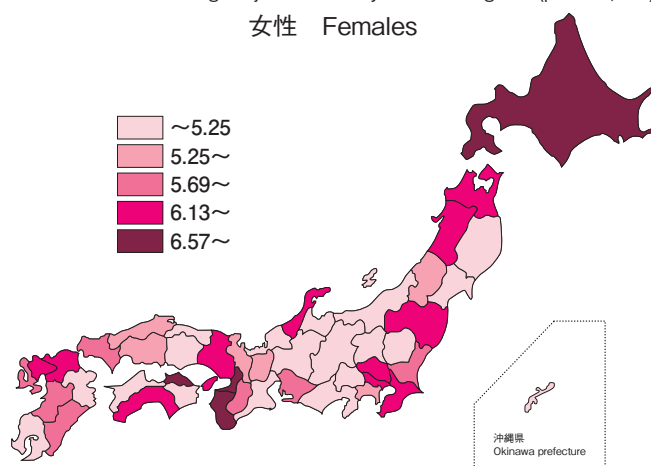 女性 Females
～5.25
5.25～
5.69～
6.13～
6.57～
沖縄県
Okinawa prefecture